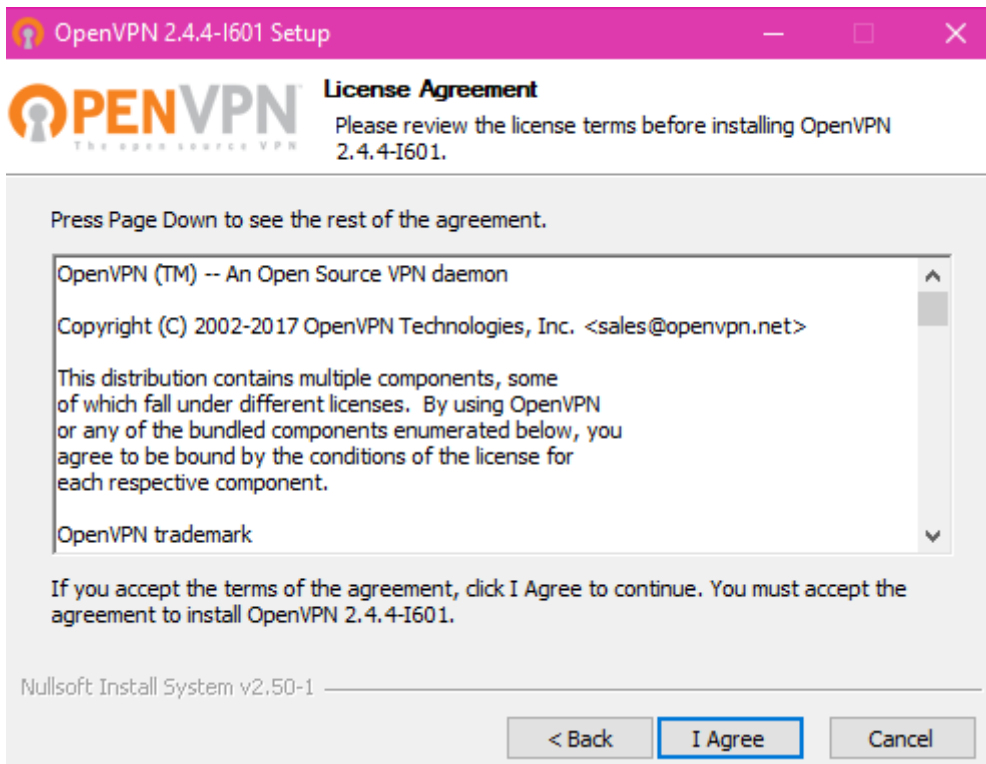 OpenVPN 2.4.4-I601 Setup
OPENVPN
The open source VPN
License Agreement
Please review the license terms before installing OpenVPN
2.4.4-I601.
Press Page Down to see the rest of the agreement.
OpenVPN (TM) -- An Open Source VPN daemon
Copyright (C) 2002-2017 OpenVPN Technologies, Inc. <sales@openvpn.net>
This distribution contains multiple components, some
of which fall under different licenses.  By using OpenVPN
or any of the bundled components enumerated below, you
agree to be bound by the conditions of the license for
each respective component.
OpenVPN trademark
If you accept the terms of the agreement, click I Agree to continue. You must accept the
agreement to install OpenVPN 2.4.4-I601.
Nullsoft Install System v2.50-1
< Back
I Agree
Cancel